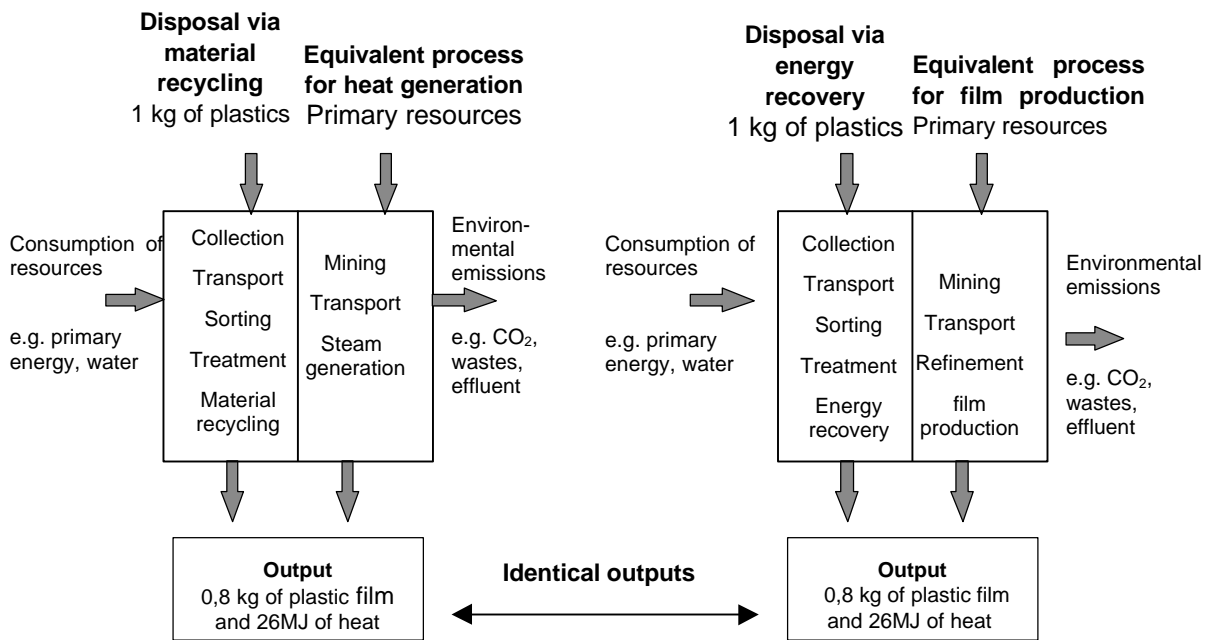 Disposal via
material
recycling
1 kg of plastics
Equivalent process
for heat generation
Primary resources
Consumption of
resources
e.g. primary
energy, water
Collection
Transport
Sorting
Treatment
Material
recycling
Mining
Transport
Steam
generation
Environ-
mental
emissions
e.g. CO₂,
wastes,
effluent
Output
0,8 kg of plastic film
and 26MJ of heat
Identical outputs
Disposal via
energy
recovery
1 kg of plastics
Equivalent process
for film production
Primary resources
Consumption of
resources
e.g. primary
energy, water
Collection
Transport
Sorting
Treatment
Energy
recovery
Mining
Transport
Refinement
film
production
Environmental
emissions
e.g. CO₂,
wastes,
effluent
Output
0,8 kg of plastic film
and 26MJ of heat